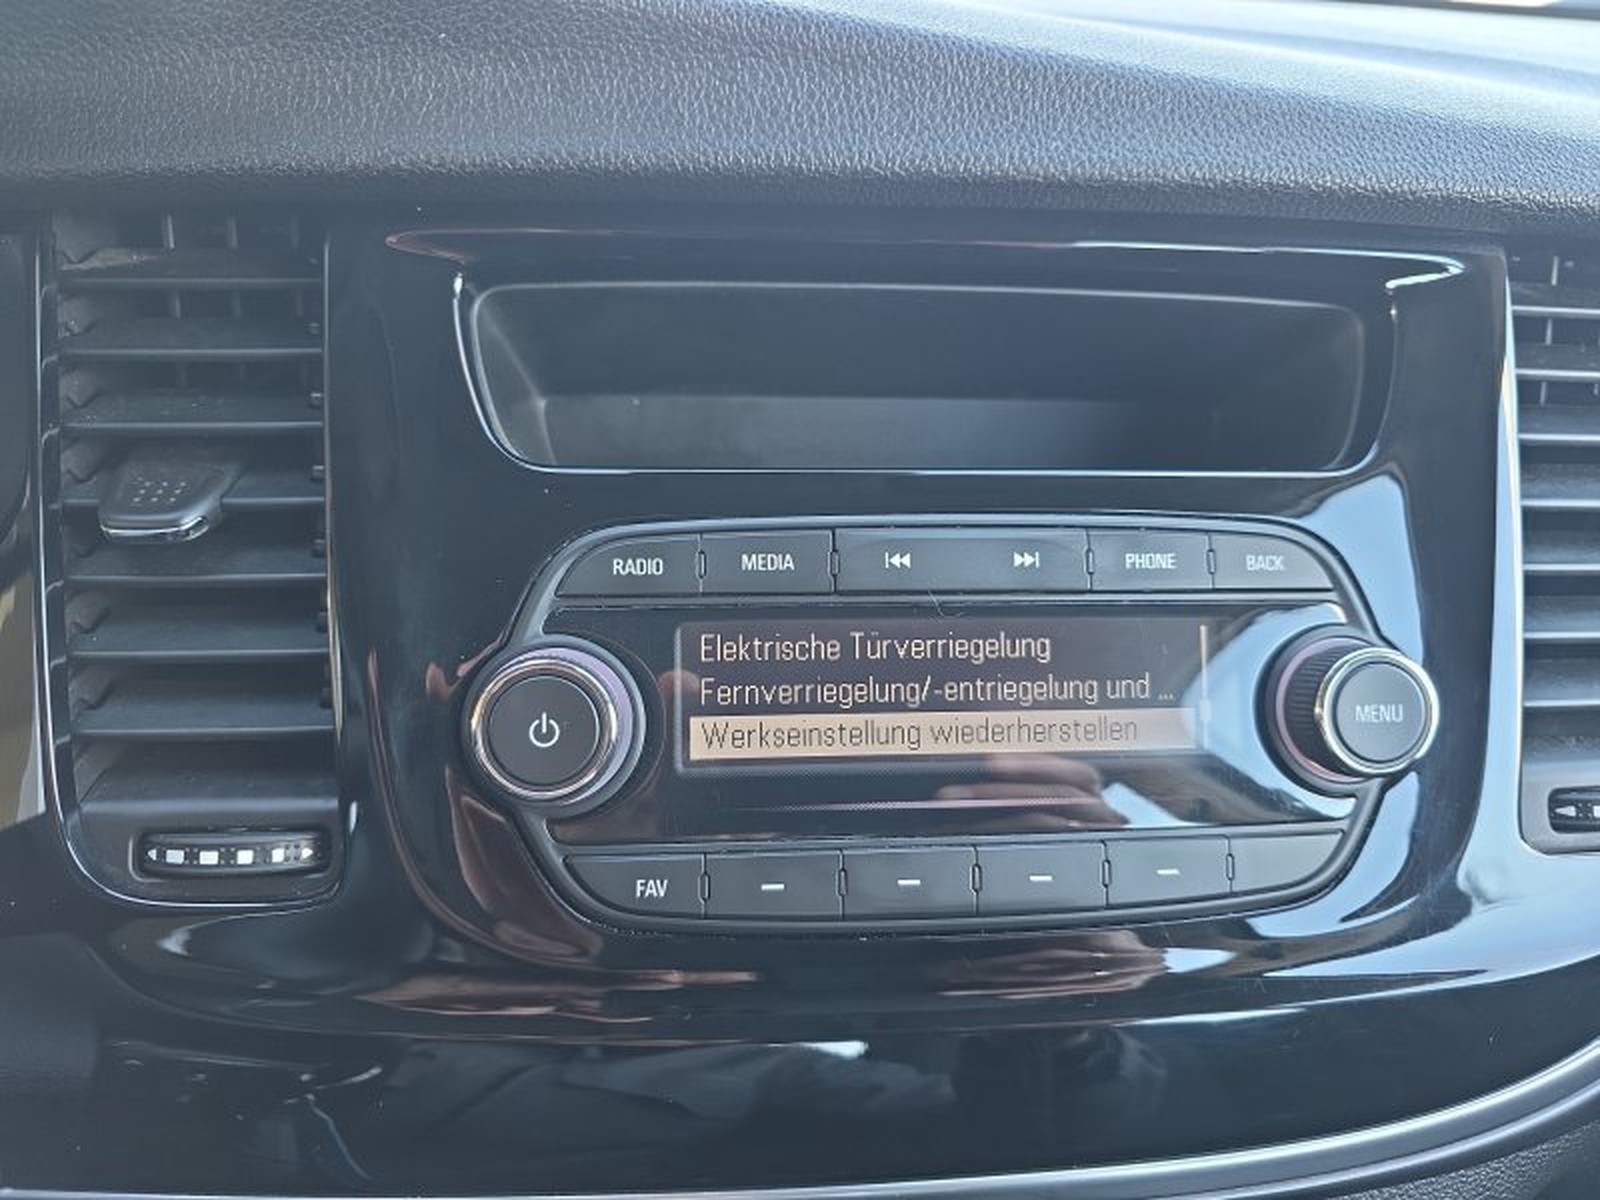 RADIO MEDIA PHONE BACK
Elektrische Türverriegelung
Fernverriegelung/-entriegelung und ...
Werkseinstellung wiederherstellen
MENU
FAV